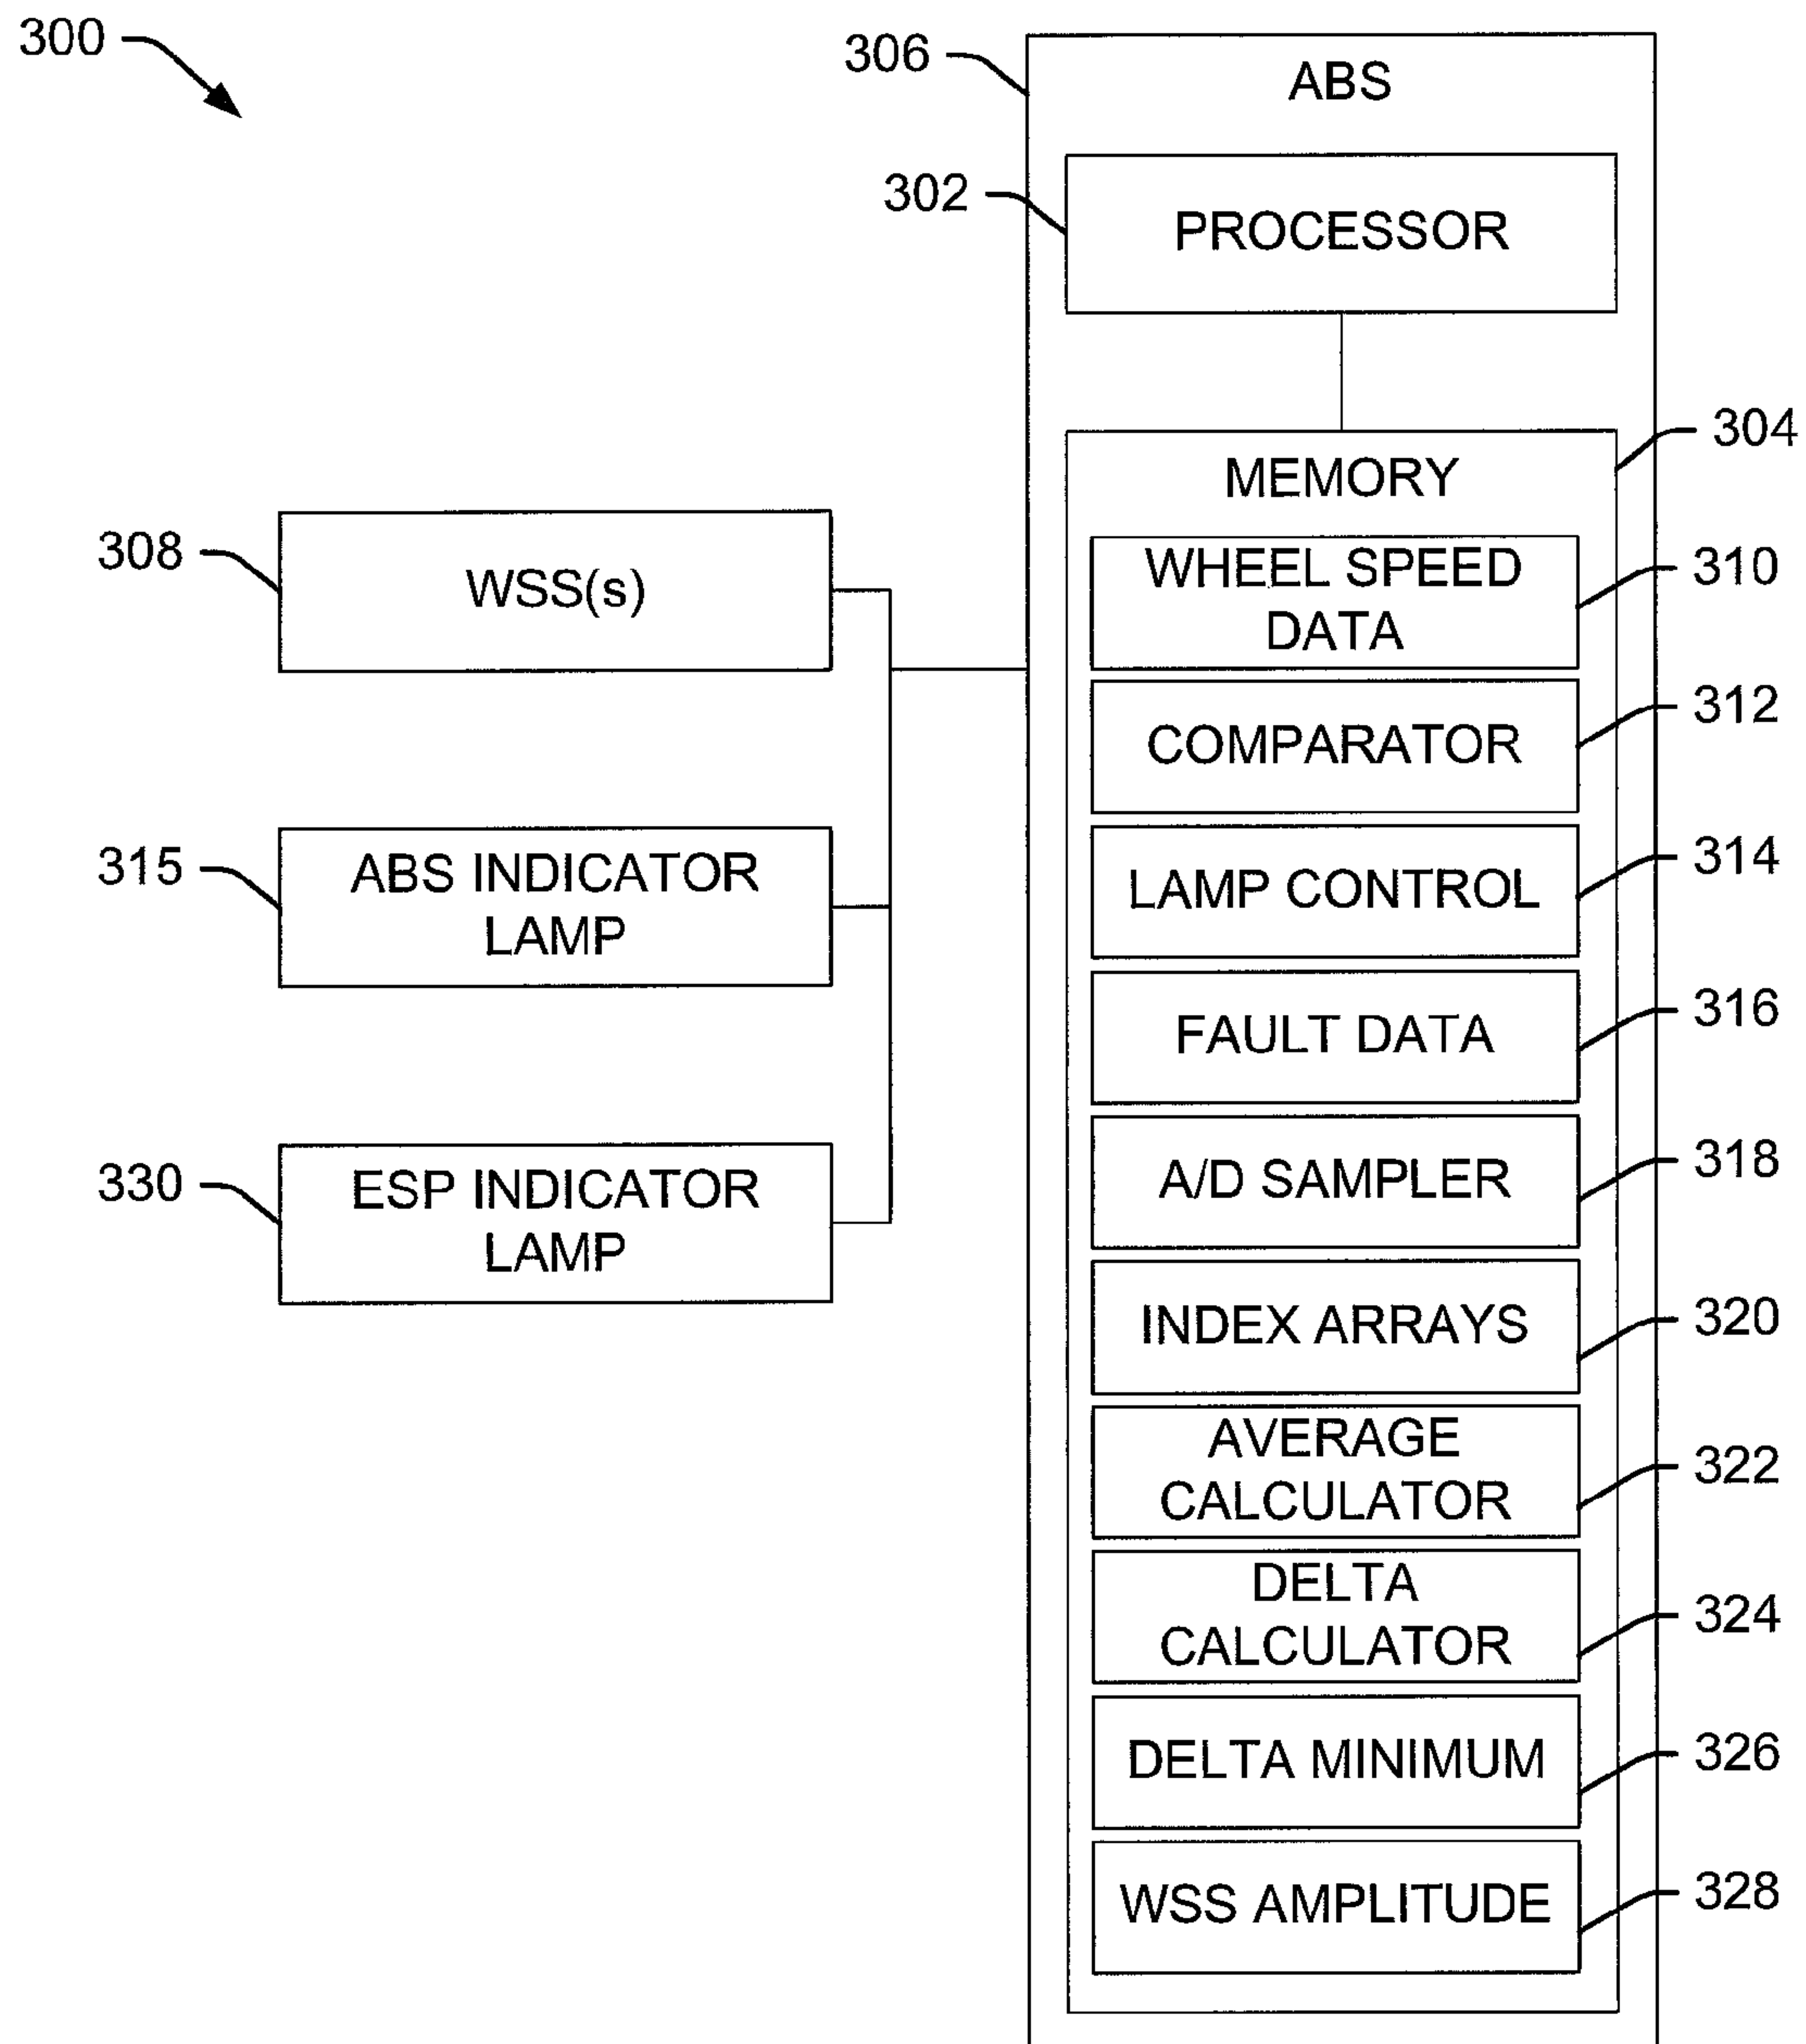 300
306
ABS
302
PROCESSOR
304
MEMORY
308
WSS(s)
WHEEL SPEED
DATA
310
COMPARATOR
312
315
ABS INDICATOR
LAMP
LAMP CONTROL
314
FAULT DATA
316
330
ESP INDICATOR
LAMP
A/D SAMPLER
318
INDEX ARRAYS
320
AVERAGE
CALCULATOR
322
DELTA
CALCULATOR
324
DELTA MINIMUM
326
WSS AMPLITUDE
328